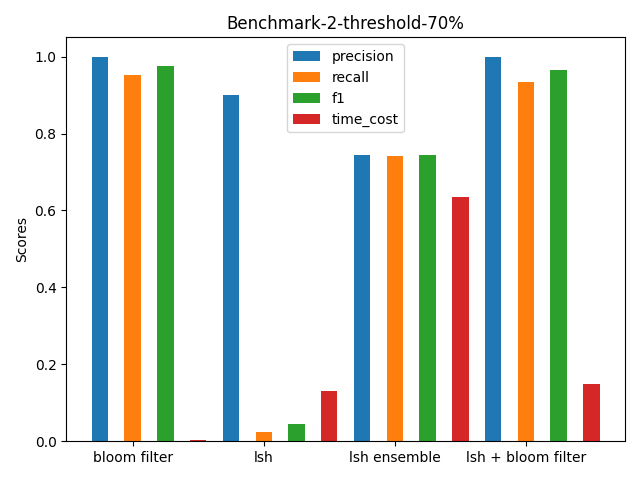 Benchmark-2-threshold-70%
precision
recall
f1
time_cost
Scores
1.0
0.8
0.6
0.4
0.2
0.0
bloom filter
lsh
lsh ensemble
lsh + bloom filter